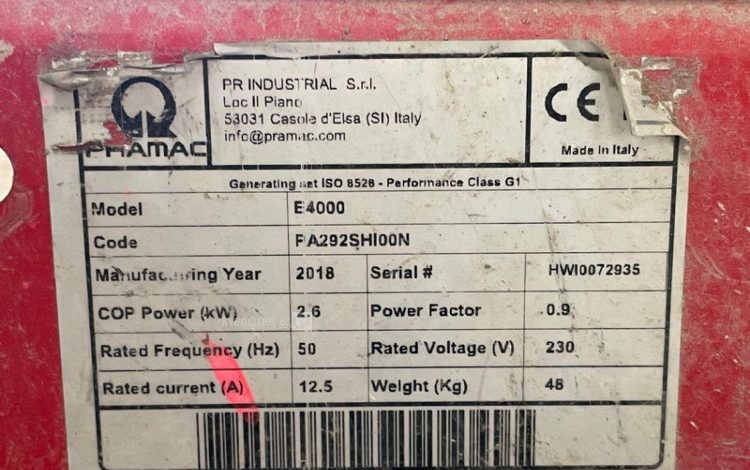 PRAMAC
PR INDUSTRIAL S.r.l.
Loc Il Piano
53031 Casole d'Elsa (SI) Italy
info@pramac.com
CE
Made in Italy
Generating set ISO 8528 - Performance Class G1
Model E4000
Code PA292SHI00N
Manufacturing Year 2018 Serial # HWI0072935
COP Power (kW) 2.6 Power Factor 0.9
Rated Frequency (Hz) 50 Rated Voltage (V) 230
Rated current (A) 12.5 Weight (Kg) 48